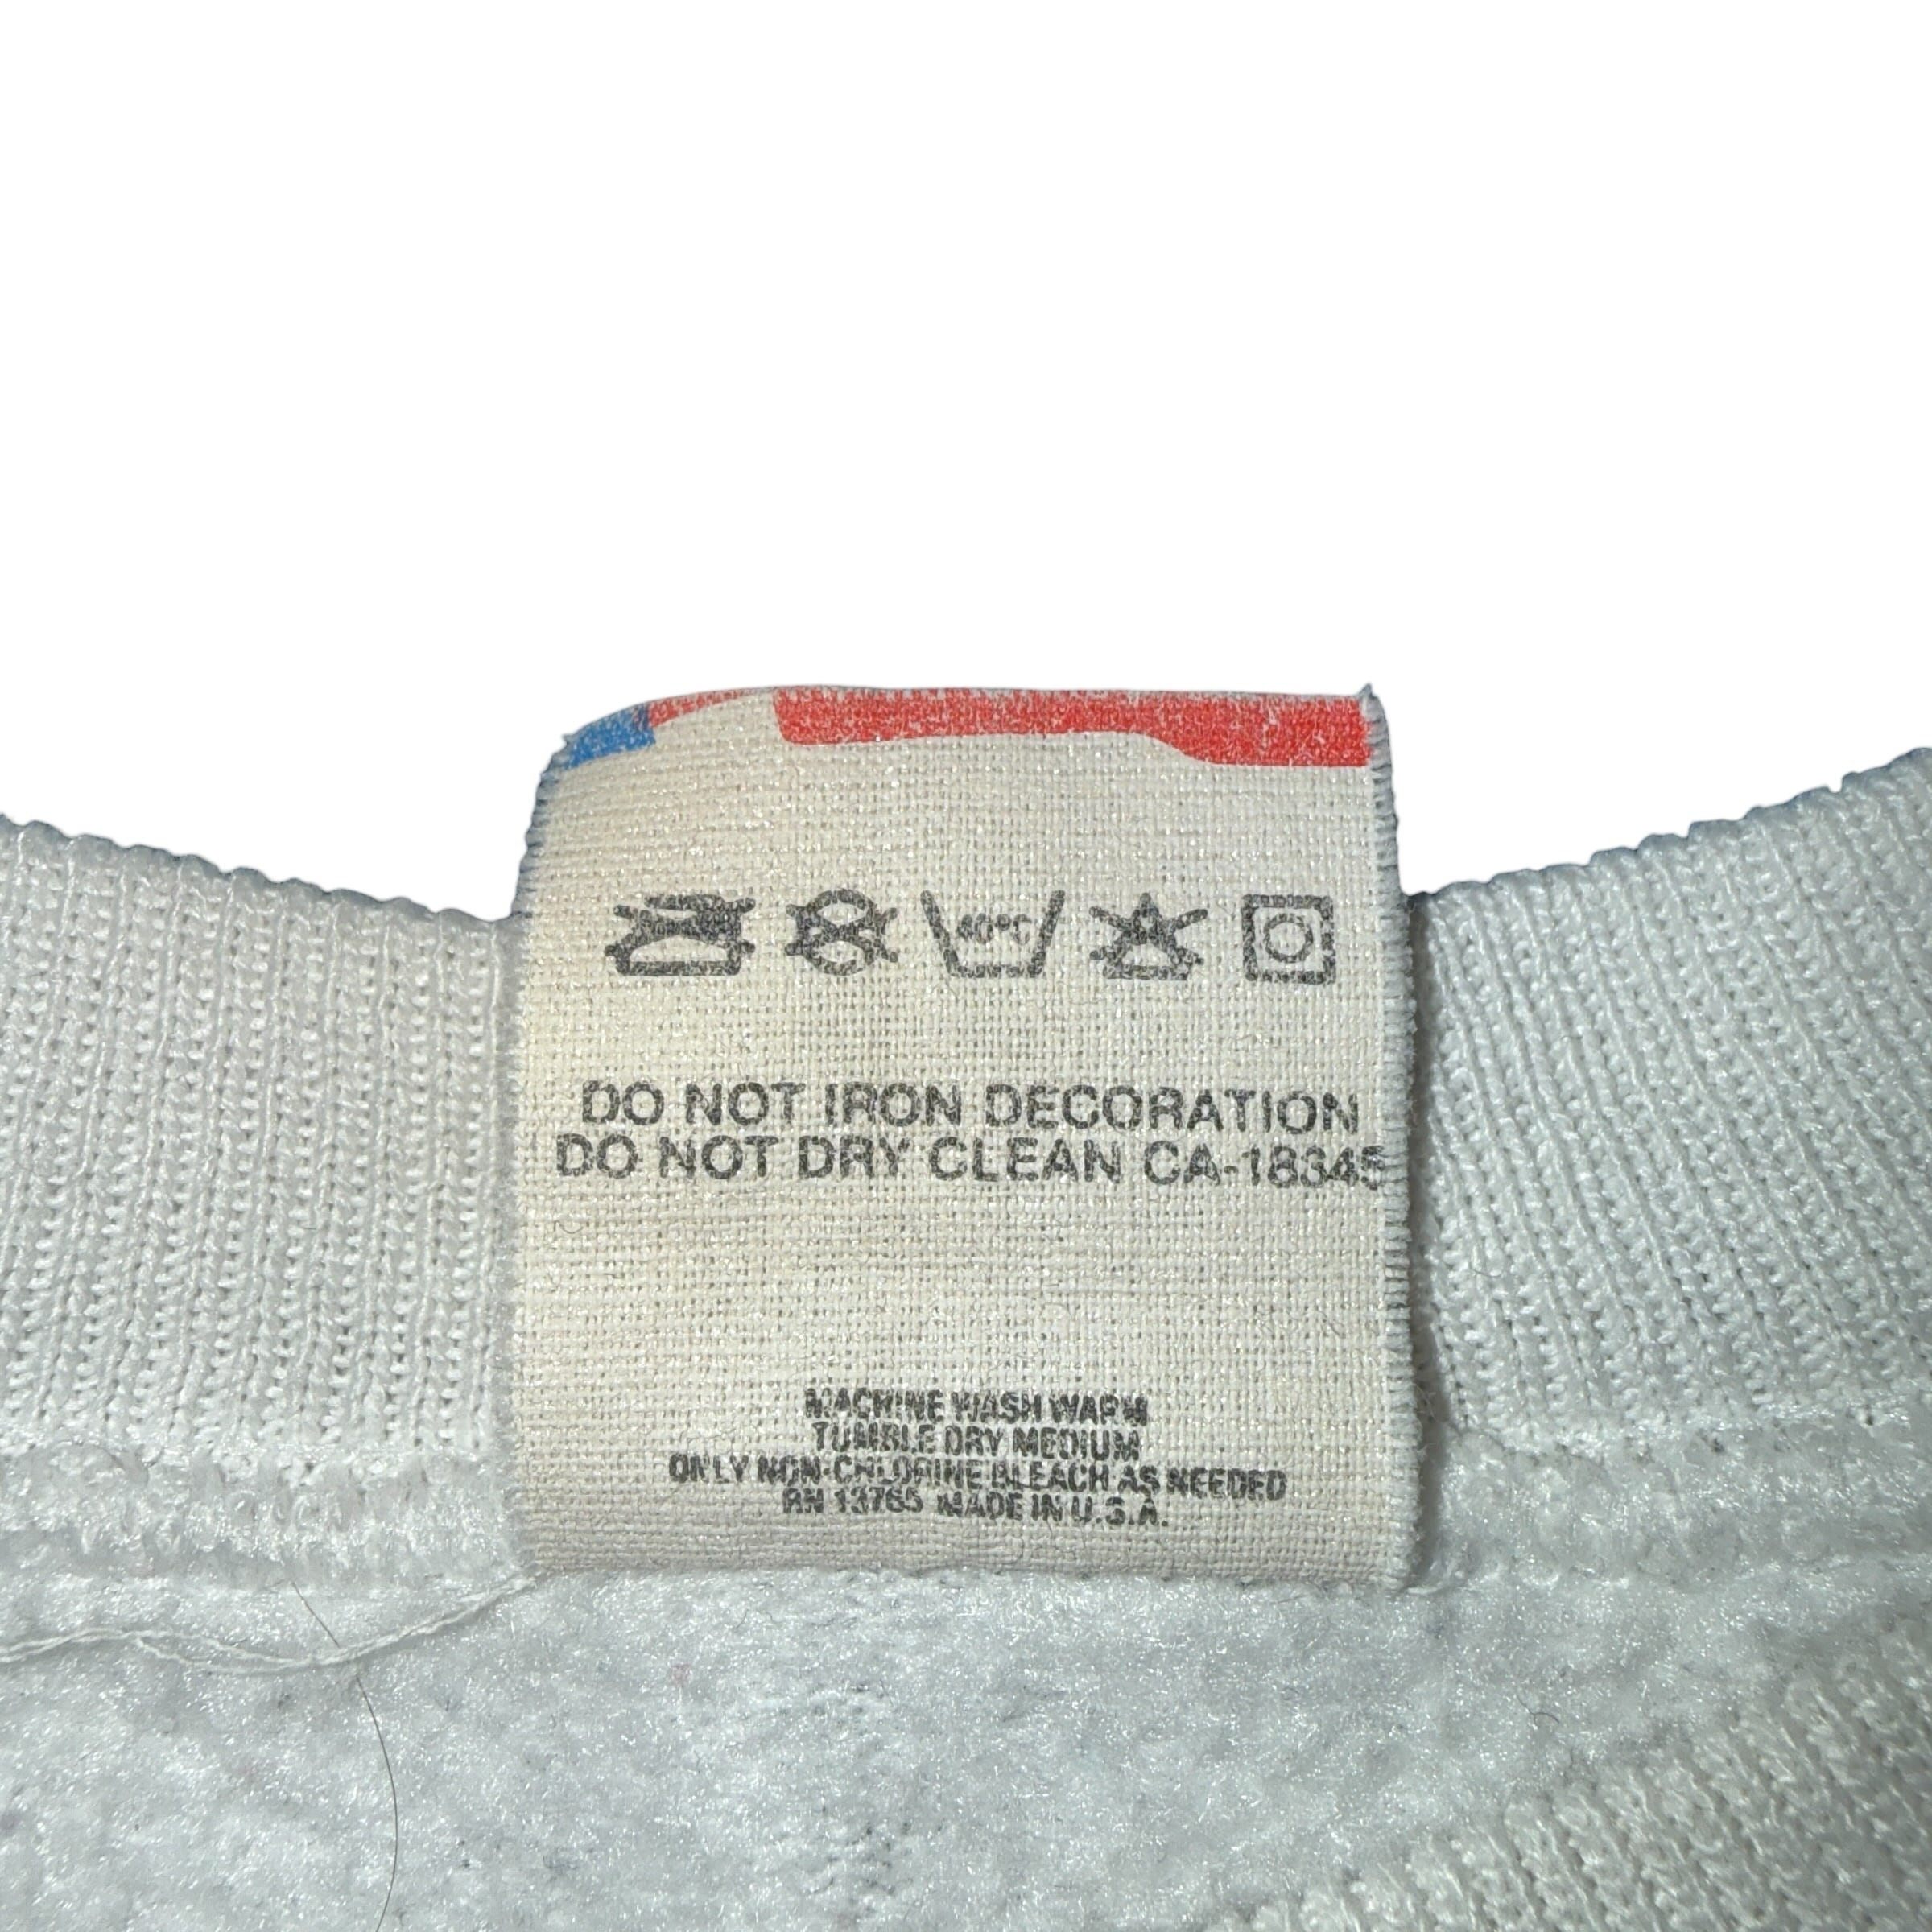 40°C
DO NOT IRON DECORATION
DO NOT DRY CLEAN CA-18345
MACHINE WASH WARM
TUMBLE DRY MEDIUM
ONLY NON-CHLORINE BLEACH AS NEEDED
RN 13765 MADE IN U.S.A.